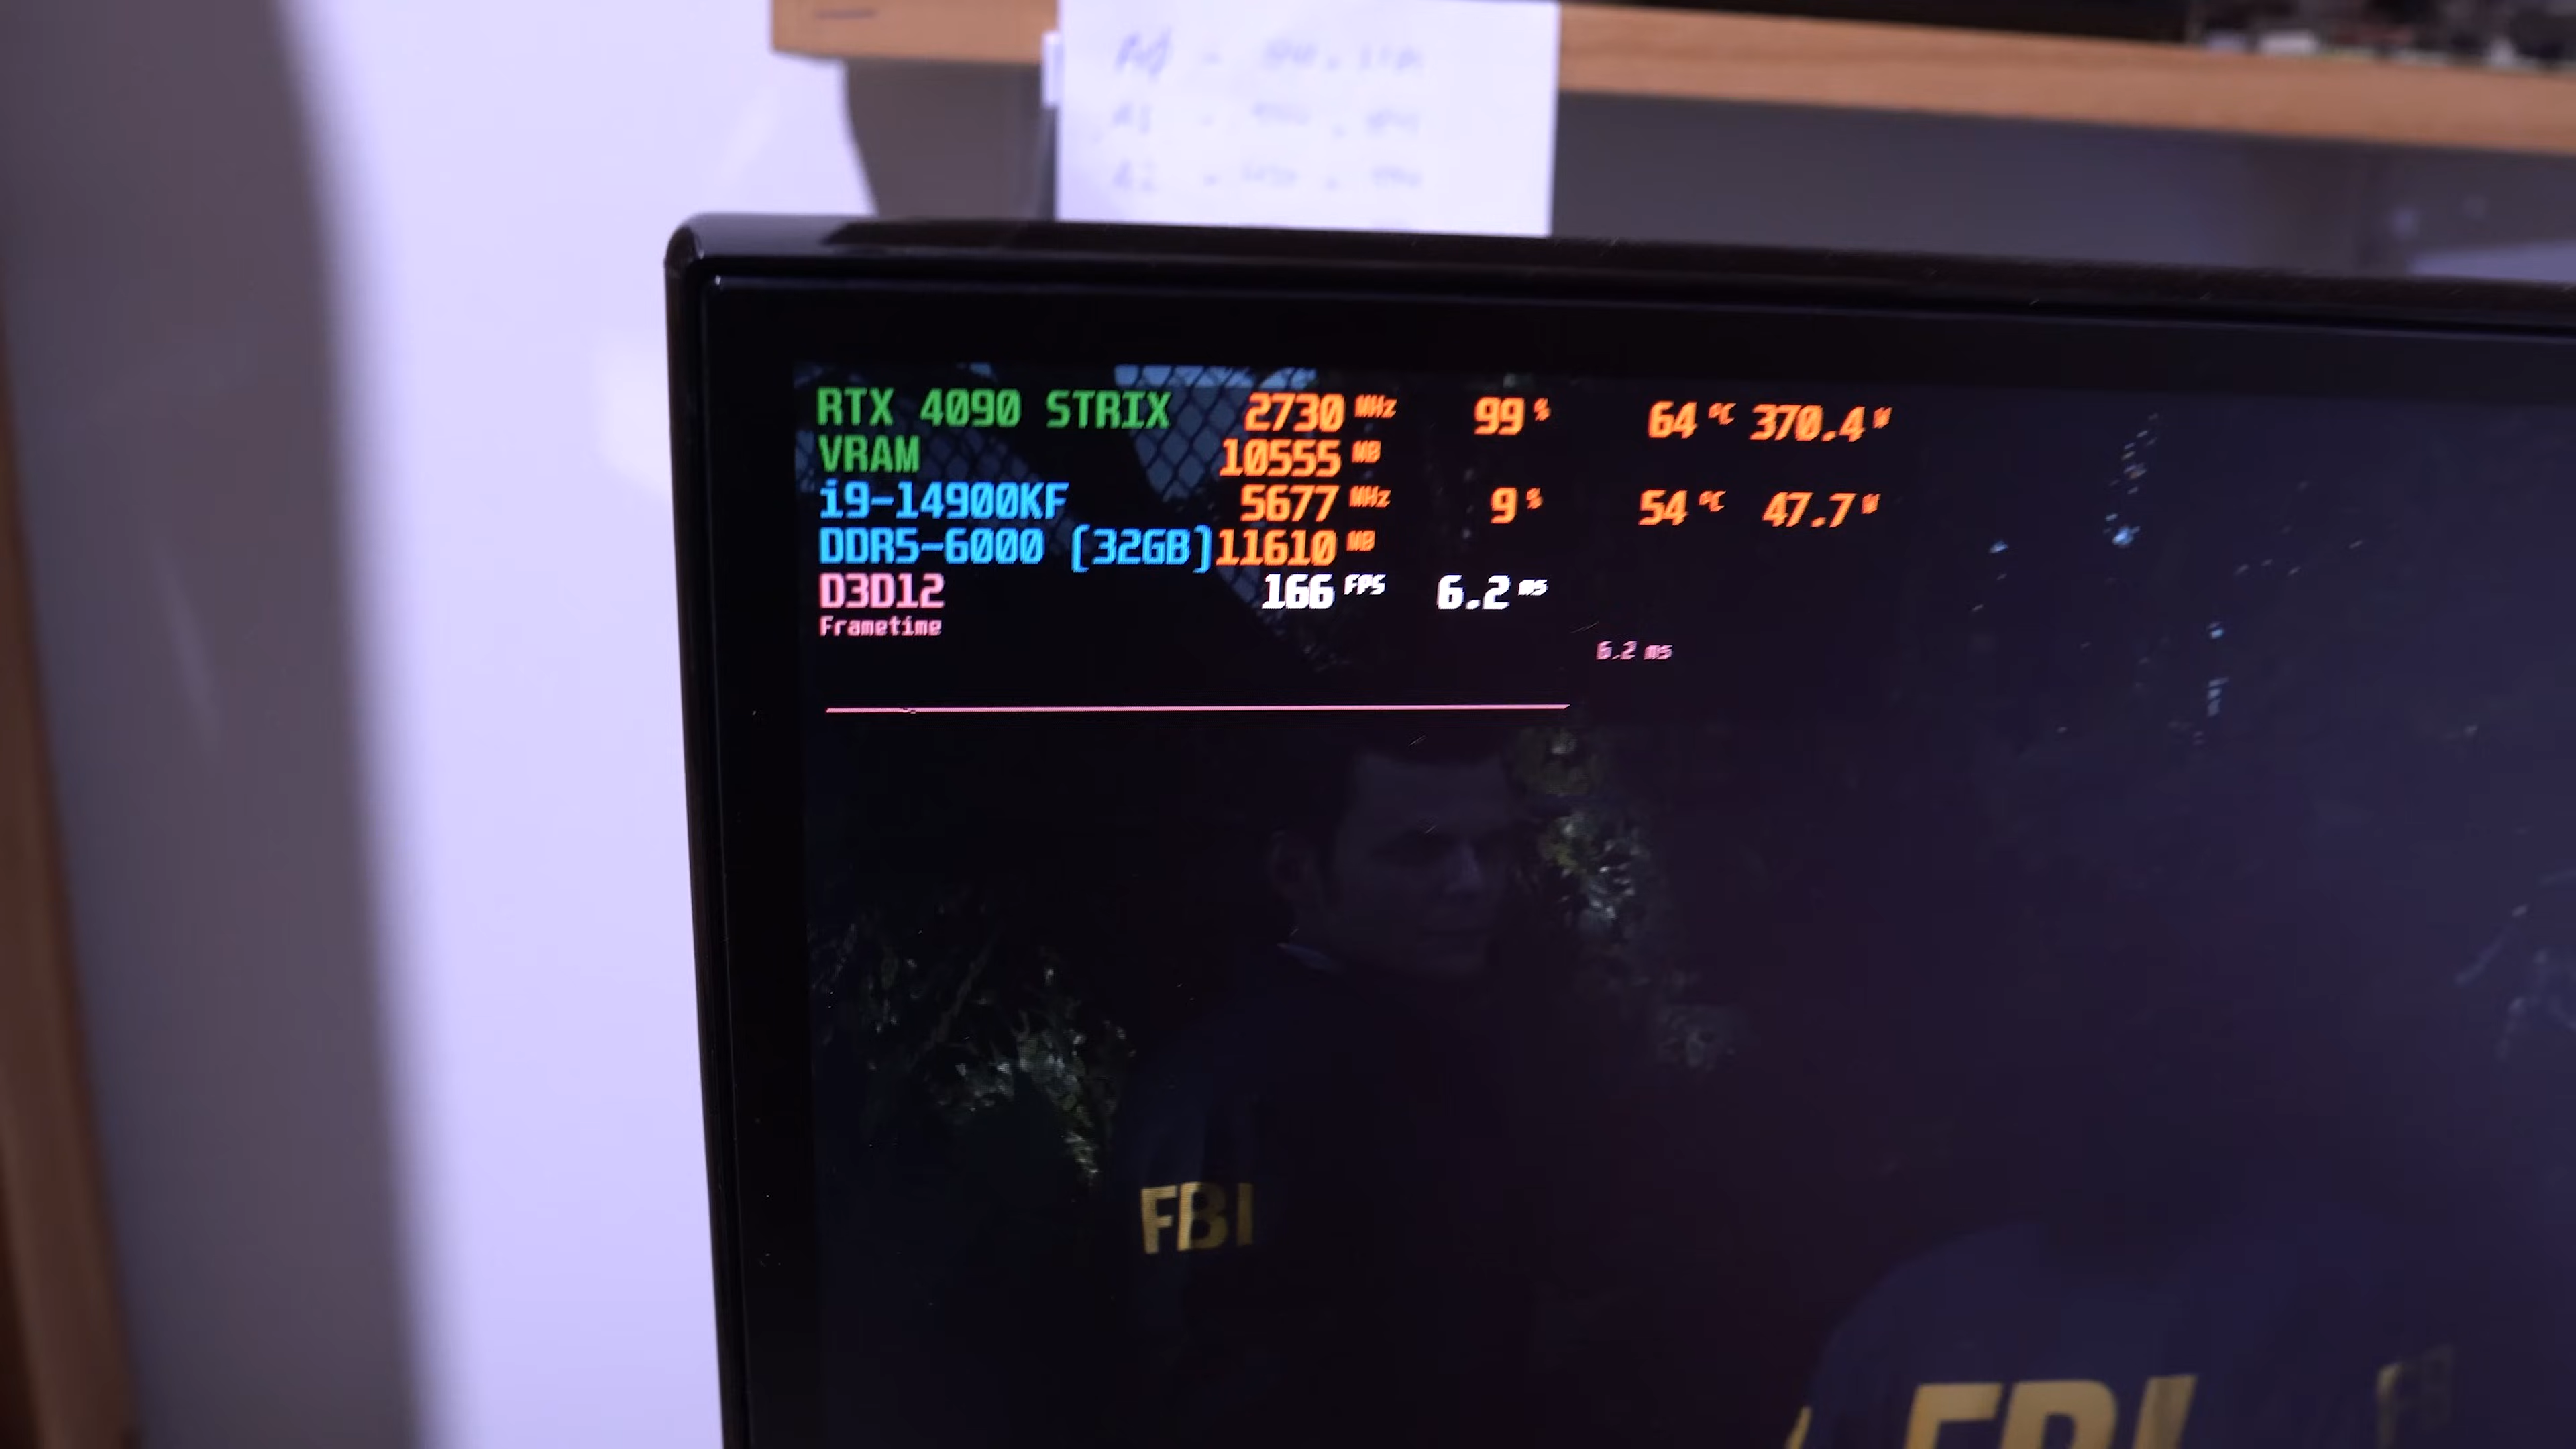 RTX 4090 STRIX 2730 MHz 99 % 64 °C 370.4 W
VRAM 10555 MB
i9-14900KF 5677 MHz 9 % 54 °C 47.7 W
DDR5-6000 [32GB] 11610 MB
D3D12 166 FPS 6.2 ms
Frametime
6.2 ms
FBI
FBI